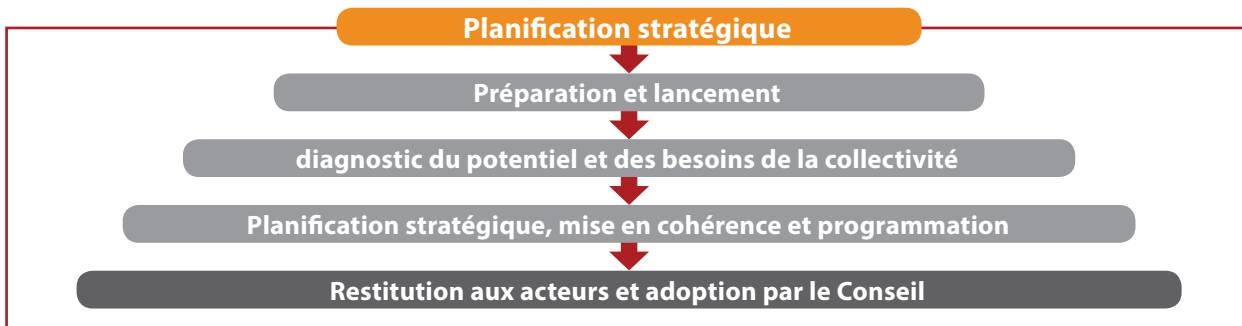 Planification stratégique
Préparation et lancement
diagnostic du potentiel et des besoins de la collectivité
Planification stratégique, mise en cohérence et programmation
Restitution aux acteurs et adoption par le Conseil